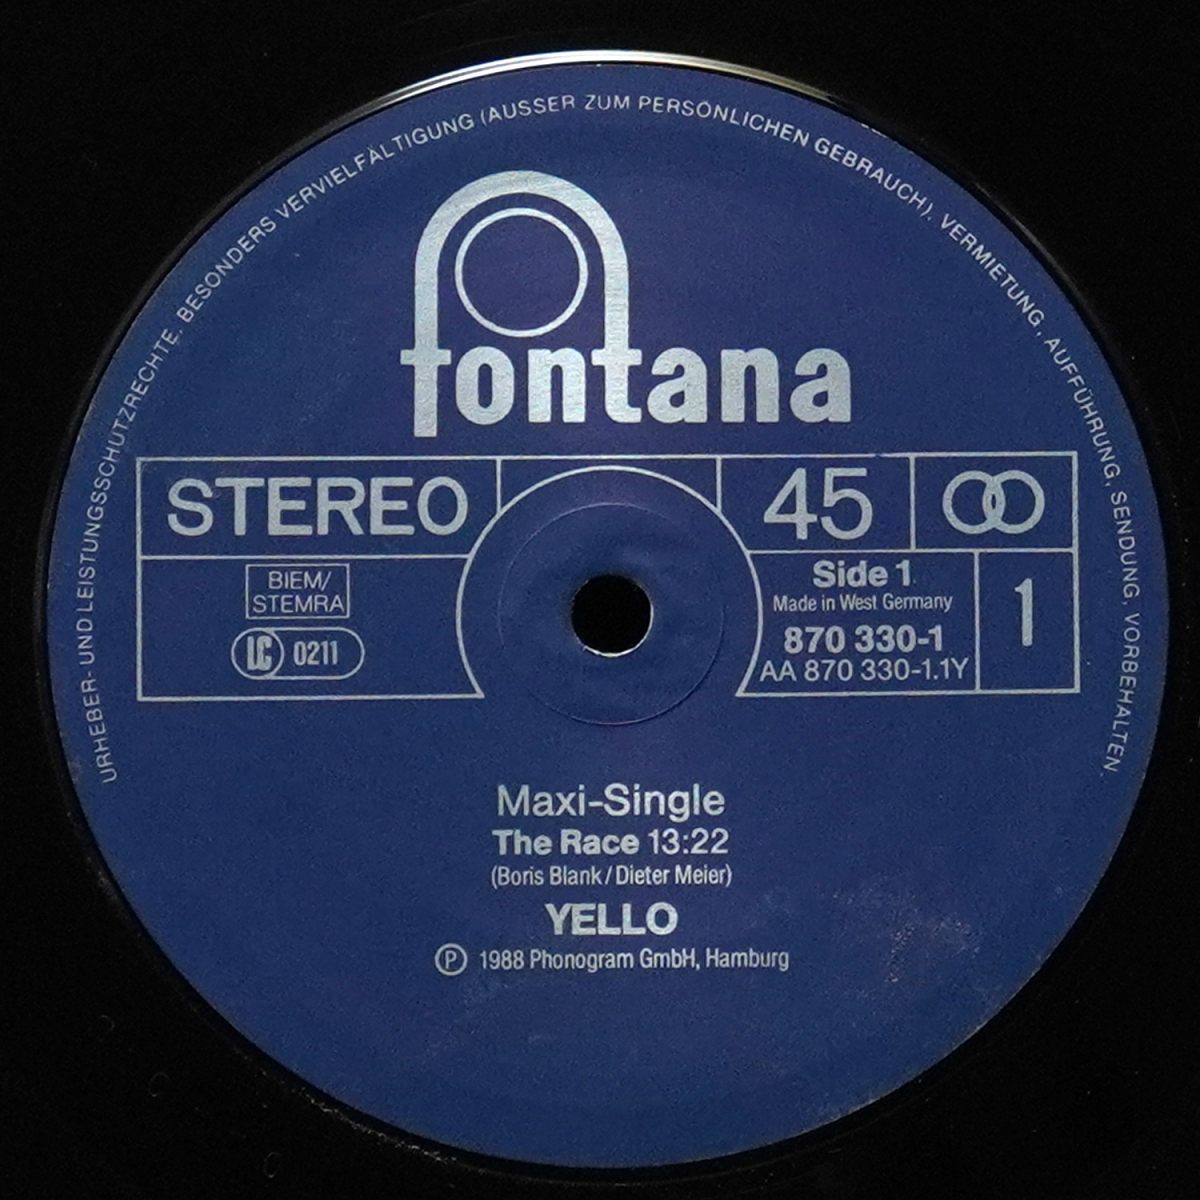 URHEBER- UND LEISTUNGSSCHUTZRECHTE, BESONDERS VERVIELFÄLTIGUNG (AUSSER ZUM PERSÖNLICHEN GEBRAUCH), VERMIETUNG, AUFFÜHRUNG, SENDUNG, VORBEHALTEN.
fontana
STEREO
45
BIEM/
STEMRA
LC 0211
Side 1
Made in West Germany
870 330-1
AA 870 330-1.1Y
1
Maxi-Single
The Race 13:22
(Boris Blank/Dieter Meier)
YELLO
Ⓟ 1988 Phonogram GmbH, Hamburg